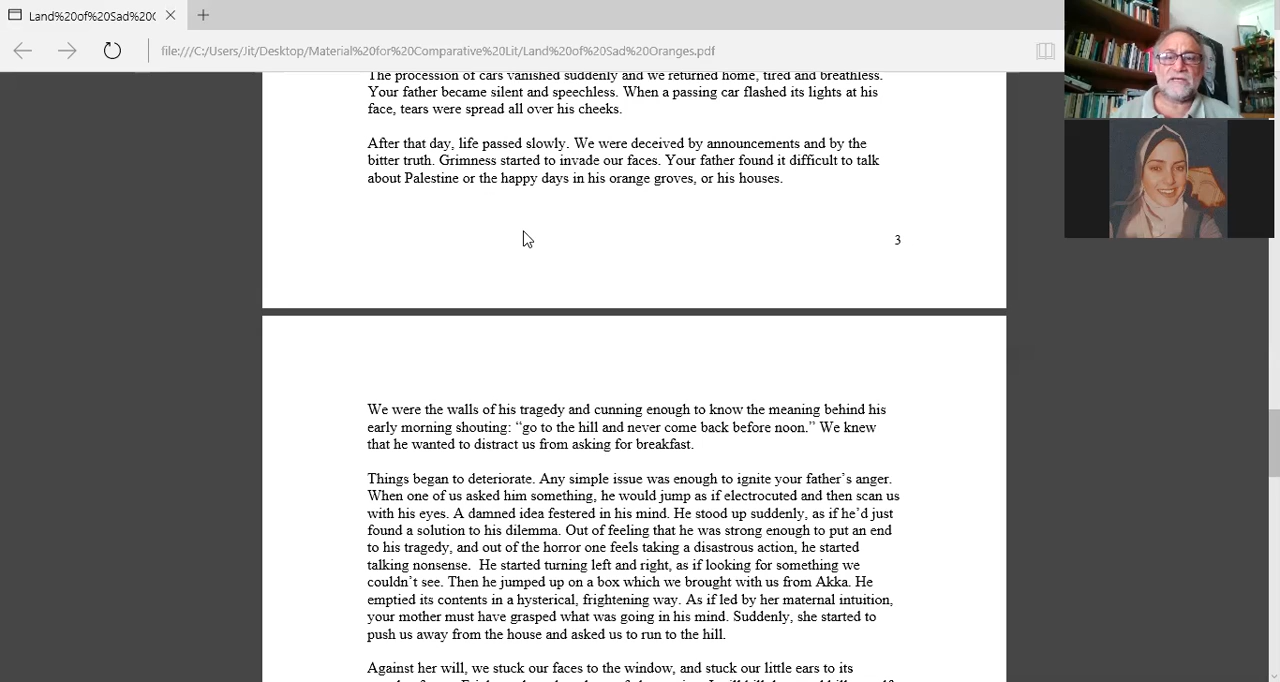 Land%20of%20Sad%20
file:///C:/Users/Jit/Desktop/Material%20for%20Comparative%20Lit/Land%20of%20Sad%20Oranges.pdf
The procession of cars vanished suddenly and we returned home, tired and breathless.
Your father became silent and speechless. When a passing car flashed its lights at his
face, tears were spread all over his cheeks.
After that day, life passed slowly. We were deceived by announcements and by the
bitter truth. Grimness started to invade our faces. Your father found it difficult to talk
about Palestine or the happy days in his orange groves, or his houses.
3
We were the walls of his tragedy and cunning enough to know the meaning behind his
early morning shouting: “go to the hill and never come back before noon.” We knew
that he wanted to distract us from asking for breakfast.
Things began to deteriorate. Any simple issue was enough to ignite your father’s anger.
When one of us asked him something, he would jump as if electrocuted and then scan us
with his eyes. A damned idea festered in his mind. He stood up suddenly, as if he’d just
found a solution to his dilemma. Out of feeling that he was strong enough to put an end
to his tragedy, and out of the horror one feels taking a disastrous action, he started
talking nonsense. He started turning left and right, as if looking for something we
couldn’t see. Then he jumped up on a box which we brought with us from Akka. He
emptied its contents in a hysterical, frightening way. As if led by her maternal intuition,
your mother must have grasped what was going in his mind. Suddenly, she started to
push us away from the house and asked us to run to the hill.
Against her will, we stuck our faces to the window, and stuck our little ears to its